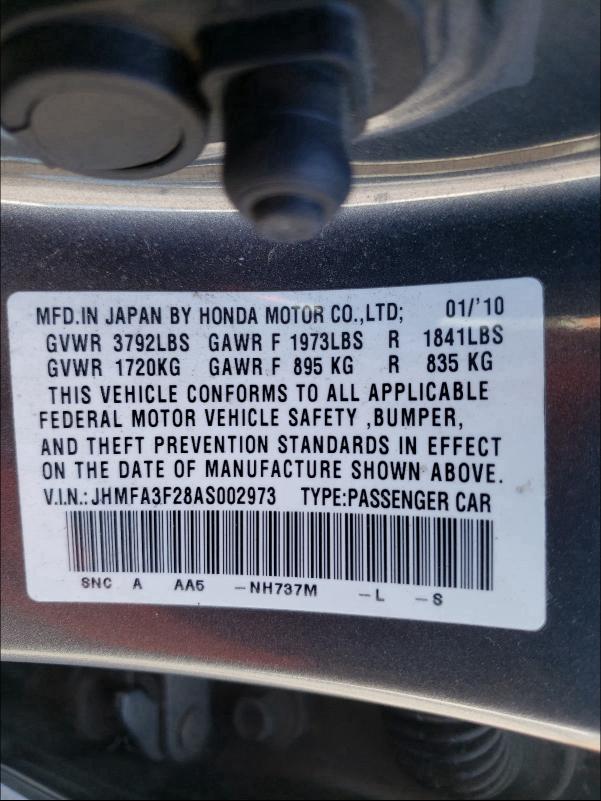 MFD.IN JAPAN BY HONDA MOTOR CO.,LTD; 01/'10
GVWR 3792LBS GAWR F 1973LBS R 1841LBS
GVWR 1720KG GAWR F 895 KG R 835 KG
THIS VEHICLE CONFORMS TO ALL APPLICABLE
FEDERAL MOTOR VEHICLE SAFETY ,BUMPER,
AND THEFT PREVENTION STANDARDS IN EFFECT
ON THE DATE OF MANUFACTURE SHOWN ABOVE.
V.I.N.: JHMFA3F28AS002973 TYPE:PASSENGER CAR
SNC A AA5 -NH737M -L -S